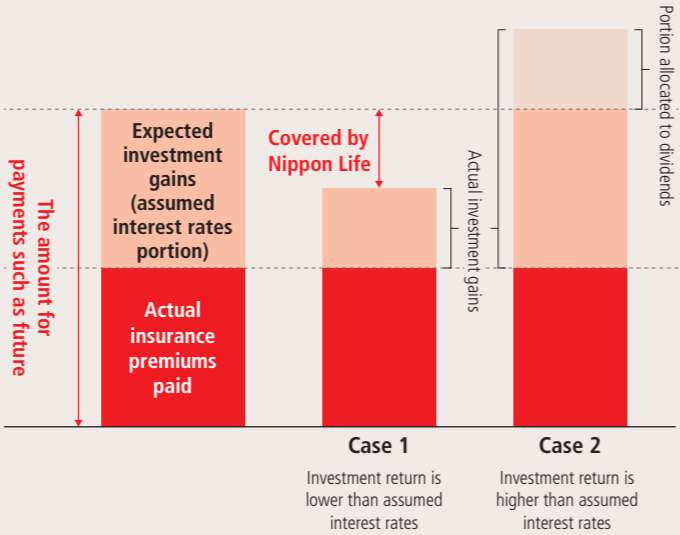 The amount for
payments such as future
Expected
investment
gains
(assumed
interest rates
portion)
Actual
insurance
premiums
paid
Covered by
Nippon Life
Actual investment gains
Portion allocated to dividends
Case 1
Investment return is
lower than assumed
interest rates
Case 2
Investment return is
higher than assumed
interest rates